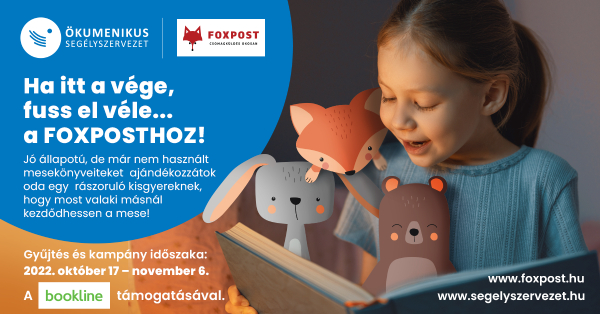 ÖKUMENIKUS
SEGÉLYSZERVEZET
FOXPOST
CSOMAGKÜLDÉS OKOSAN
Ha itt a vége,
fuss el véle...
a FOXPOSTHOZ!
Jó állapotú, de már nem használt
mesekönyveiteket ajándékozzátok
oda egy rászoruló kisgyereknek,
hogy most valaki másnál
kezdődhessen a mese!
Gyűjtés és kampány időszaka:
2022. október 17 – november 6.
A bookline támogatásával.
www.foxpost.hu
www.segelyszervezet.hu